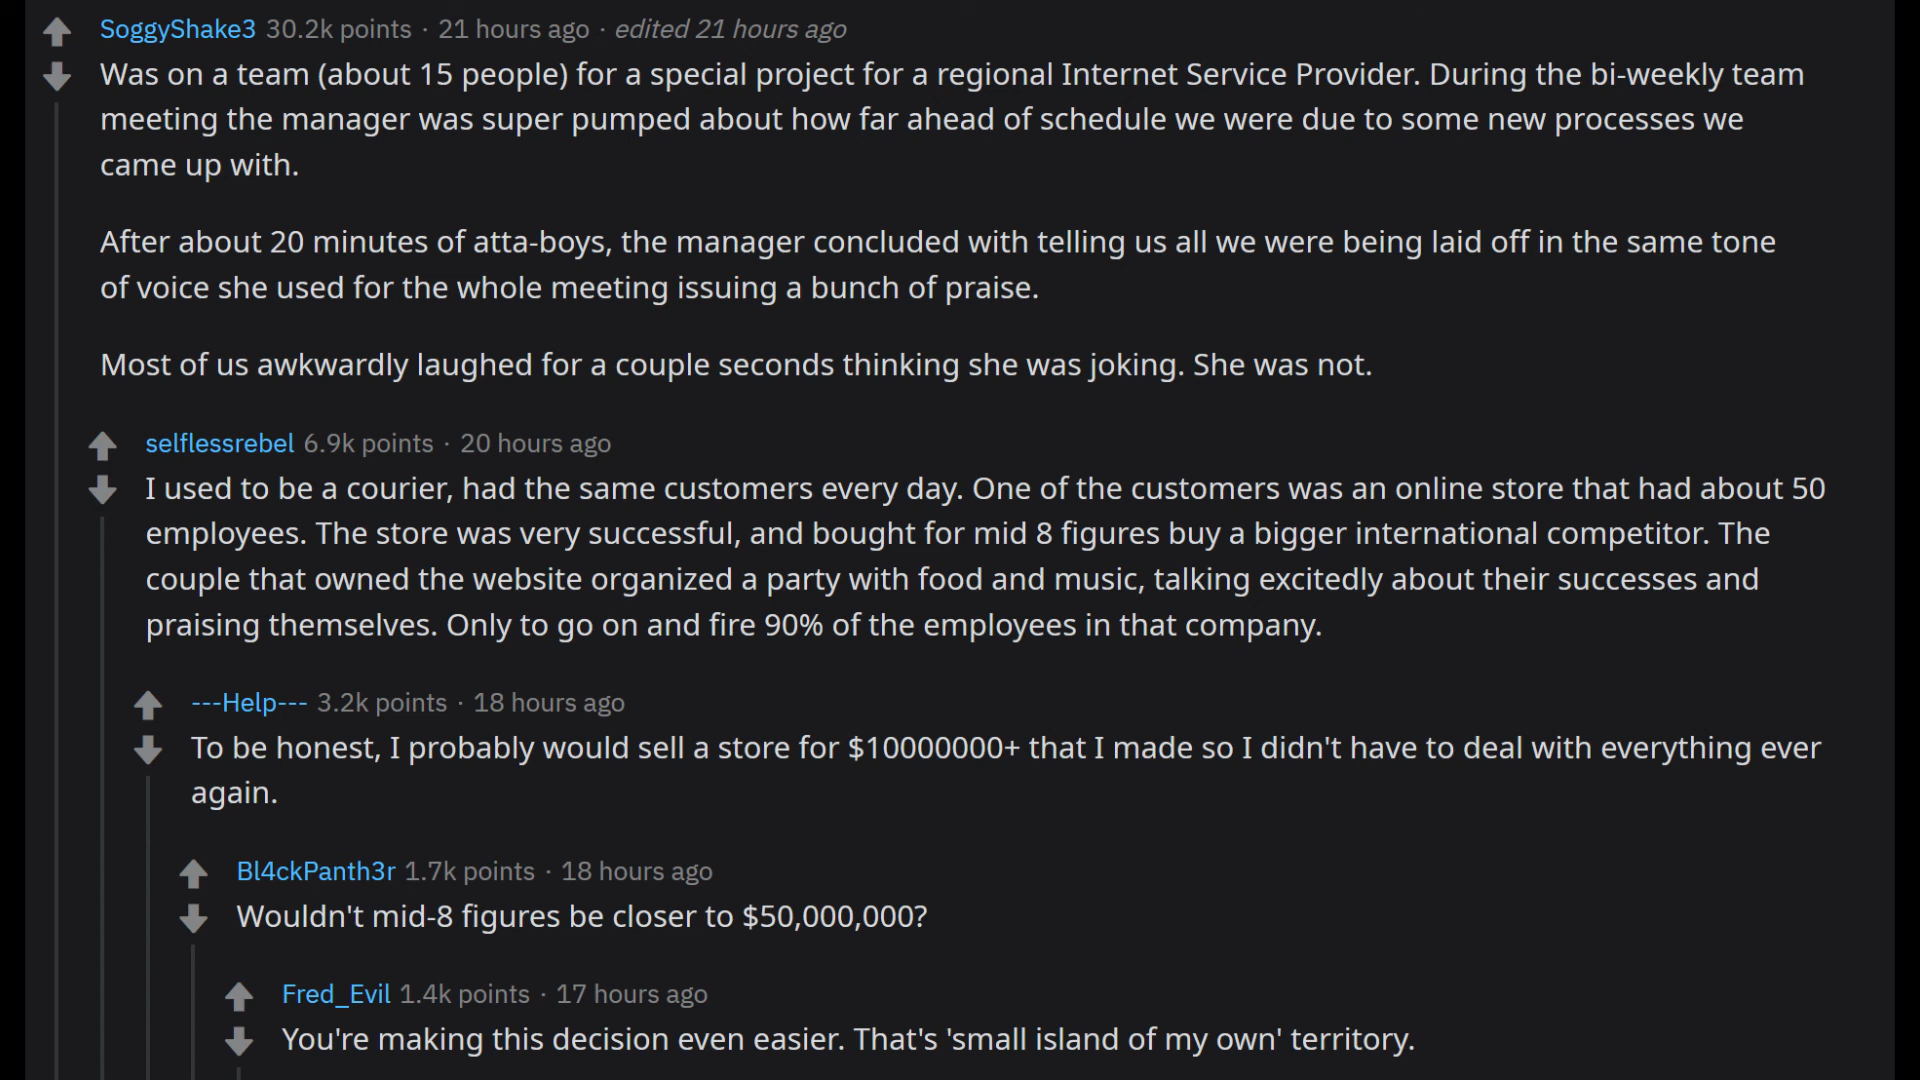 SoggyShake3 30.2k points · 21 hours ago · edited 21 hours ago
Was on a team (about 15 people) for a special project for a regional Internet Service Provider. During the bi-weekly team
meeting the manager was super pumped about how far ahead of schedule we were due to some new processes we
came up with.
After about 20 minutes of atta-boys, the manager concluded with telling us all we were being laid off in the same tone
of voice she used for the whole meeting issuing a bunch of praise.
Most of us awkwardly laughed for a couple seconds thinking she was joking. She was not.
selflessrebel 6.9k points · 20 hours ago
I used to be a courier, had the same customers every day. One of the customers was an online store that had about 50
employees. The store was very successful, and bought for mid 8 figures buy a bigger international competitor. The
couple that owned the website organized a party with food and music, talking excitedly about their successes and
praising themselves. Only to go on and fire 90% of the employees in that company.
---Help--- 3.2k points · 18 hours ago
To be honest, I probably would sell a store for $10000000+ that I made so I didn't have to deal with everything ever
again.
Bl4ckPanth3r 1.7k points · 18 hours ago
Wouldn't mid-8 figures be closer to $50,000,000?
Fred_Evil 1.4k points · 17 hours ago
You're making this decision even easier. That's 'small island of my own' territory.